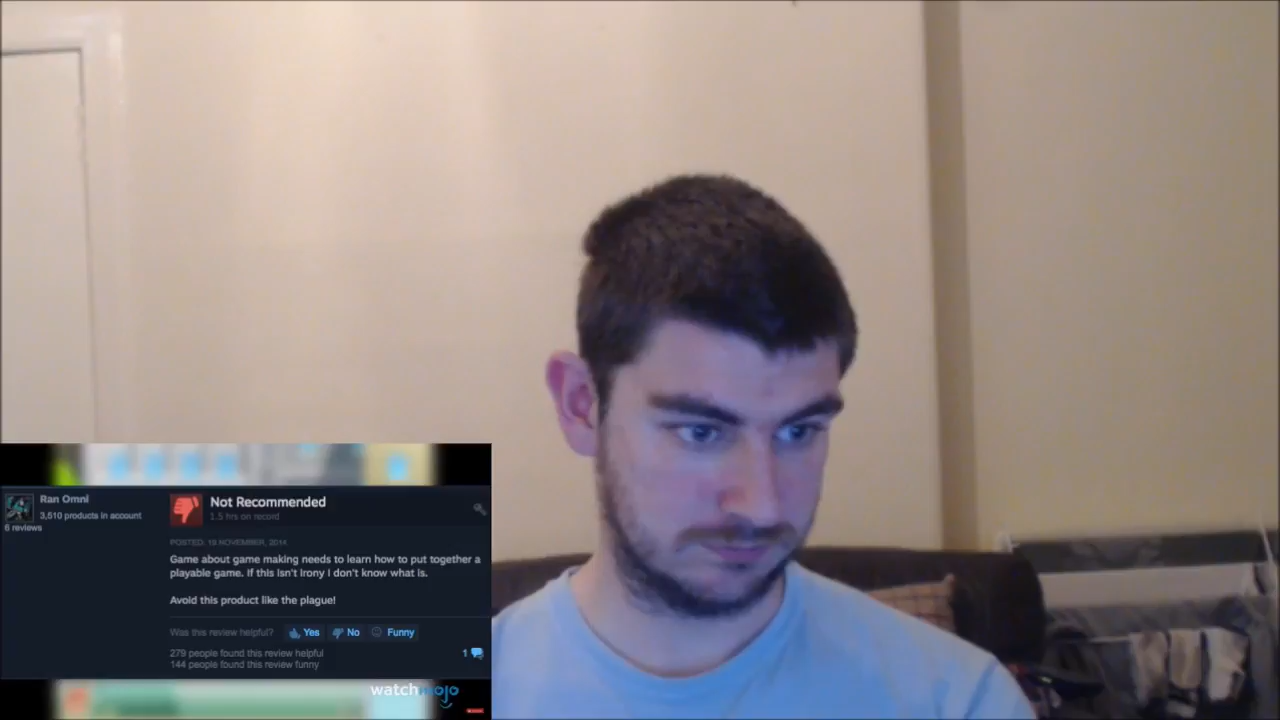 Ran Omni
3,510 products in account
6 reviews
Not Recommended
1.5 hrs on record
POSTED: 19 NOVEMBER, 2014
Game about game making needs to learn how to put together a
playable game. If this isn't irony I don't know what is.
Avoid this product like the plague!
Was this review helpful? Yes No Funny
279 people found this review helpful
144 people found this review funny
1
watchmojo